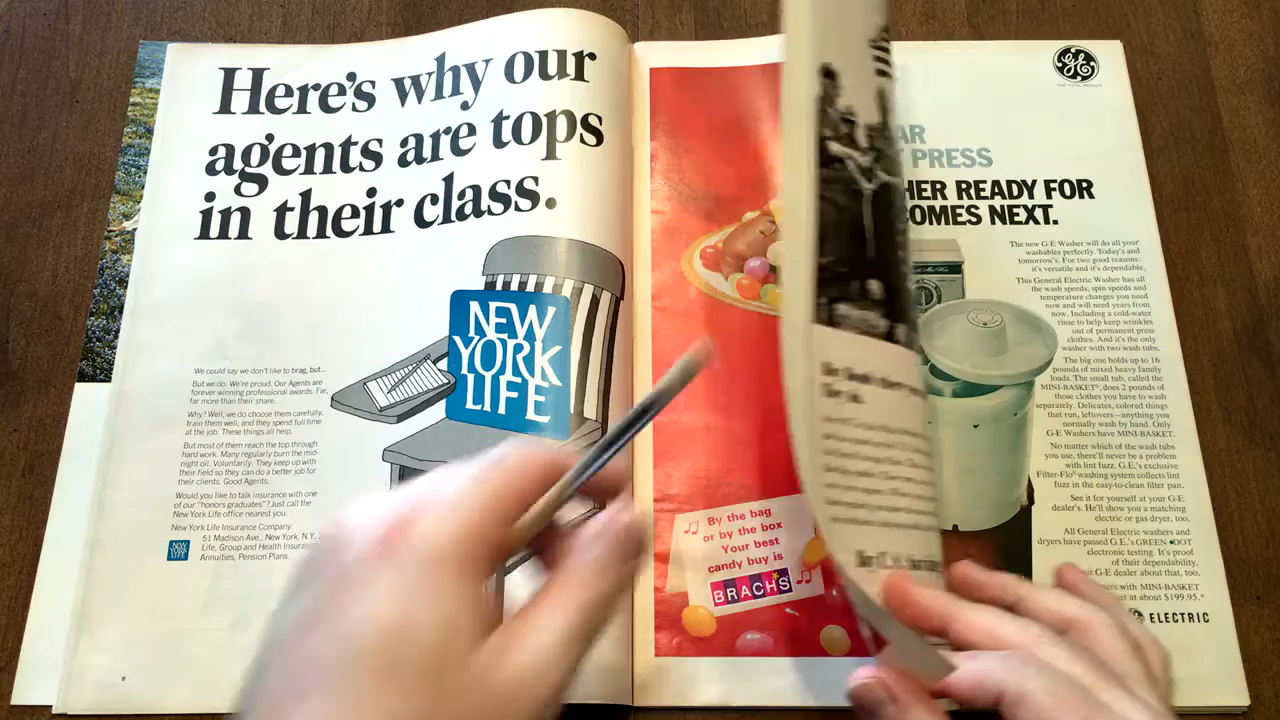 Here's why our
agents are tops
in their class.
NEW
YORK
LIFE
We could say we don't like to brag, but...
But we do. We're proud. Our Agents are
forever winning professional awards. Far,
far more than their share.
Why? Well, we do choose them carefully,
train them well, and they spend full time
at the job. These things all help.
But most of them reach the top through
hard work. Many regularly burn the mid-
night oil. Voluntarily. They keep up with
their field so they can do a better job for
their clients. Good Agents.
Would you like to talk insurance with one
of our "honors graduates"? Just call the
New York Life office nearest you.
New York Life Insurance Company
51 Madison Ave., New York, N.Y.
Life, Group and Health Insurance
Annuities, Pension Plans.
NEW
YORK
LIFE
6
By the bag
or by the box
Your best
candy buy is
BRACH'S
GE
AR
PRESS
HER READY FOR
COMES NEXT.
The new G-E Washer will do all your
washables perfectly. Today's and
tomorrow's. For two good reasons:
it's versatile and it's dependable.
This General Electric Washer has all
the wash speeds, spin speeds and
temperature changes you need
now and will need years from
now. Including a cold-water
rinse to help keep wrinkles
out of permanent press
clothes. And it's the only
washer with two wash tubs.
The big one holds up to 16
pounds of mixed heavy family
loads. The small tub, called the
MINI-BASKET®, does 2 pounds of
those clothes you have to wash
separately. Delicates, colored things
that run, leftovers—anything you
normally wash by hand. Only
G-E Washers have MINI-BASKET.
No matter which of the wash tubs
you use, there'll never be a problem
with lint fuzz. G.E.'s exclusive
Filter-Flo® washing system collects lint
fuzz in the easy-to-clean filter pan.
See it for yourself at your G-E
dealer's. He'll show you a matching
electric or gas dryer, too.
All General Electric washers and
dryers have passed G.E.'s GREEN DOT
electronic testing. It's proof
of their dependability.
G-E dealer about that, too.
with MINI-BASKET
at about $199.95.*
ELECTRIC